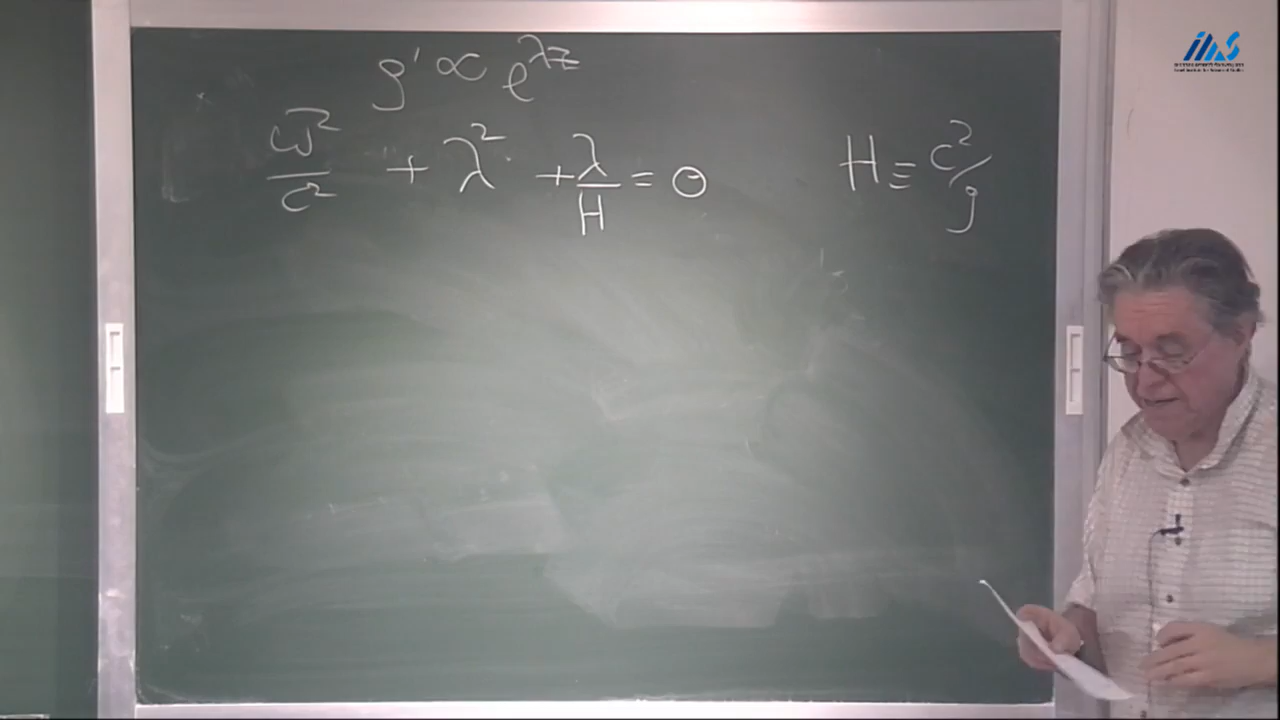 ρ' ∝ e^{λz}
ω²/c² + λ² + λ/H = 0
H ≡ c²/g